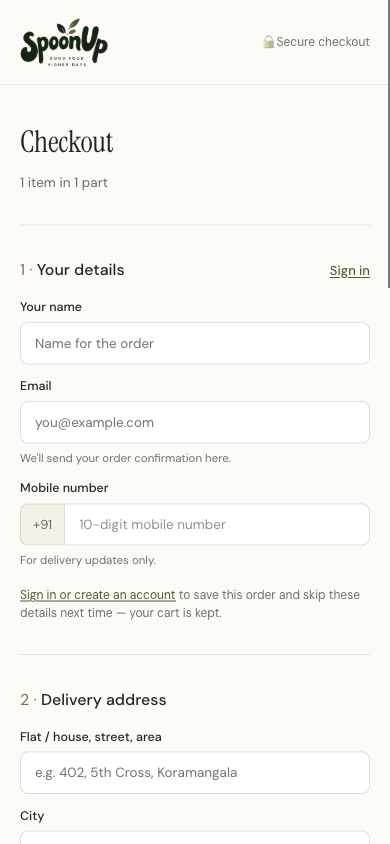 SpoonUp
GOOD FOOD
HIGHER DAYS
Secure checkout
Checkout
1 item in 1 part
1 · Your details
Sign in
Your name
Name for the order
Email
you@example.com
We'll send your order confirmation here.
Mobile number
+91
10-digit mobile number
For delivery updates only.
Sign in or create an account to save this order and skip these
details next time — your cart is kept.
2 · Delivery address
Flat / house, street, area
e.g. 402, 5th Cross, Koramangala
City